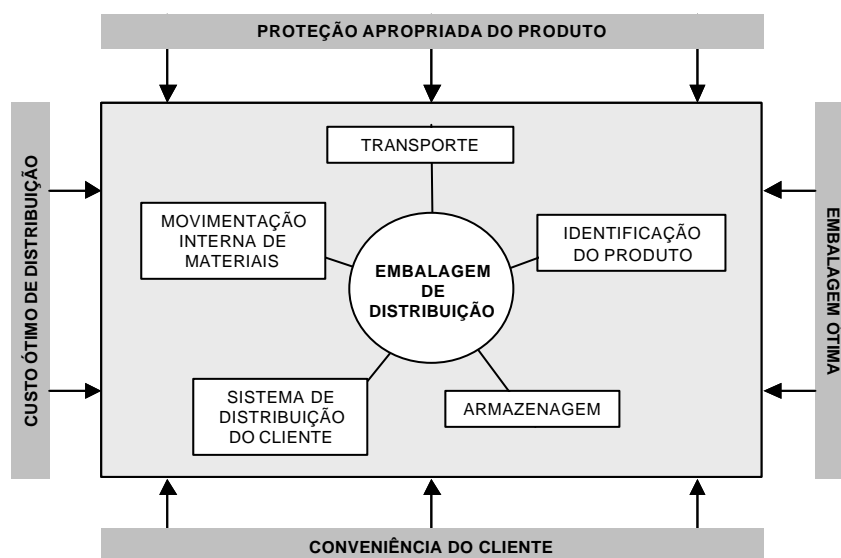 PROTEÇÃO APROPRIADA DO PRODUTO
CUSTO ÓTIMO DE DISTRIBUIÇÃO
TRANSPORTE
MOVIMENTAÇÃO
INTERNA DE
MATERIAIS
IDENTIFICAÇÃO
DO PRODUTO
EMBALAGEM
DE
DISTRIBUIÇÃO
SISTEMA DE
DISTRIBUIÇÃO
DO CLIENTE
ARMAZENAGEM
EMBALAGEM ÓTIMA
CONVENIÊNCIA DO CLIENTE